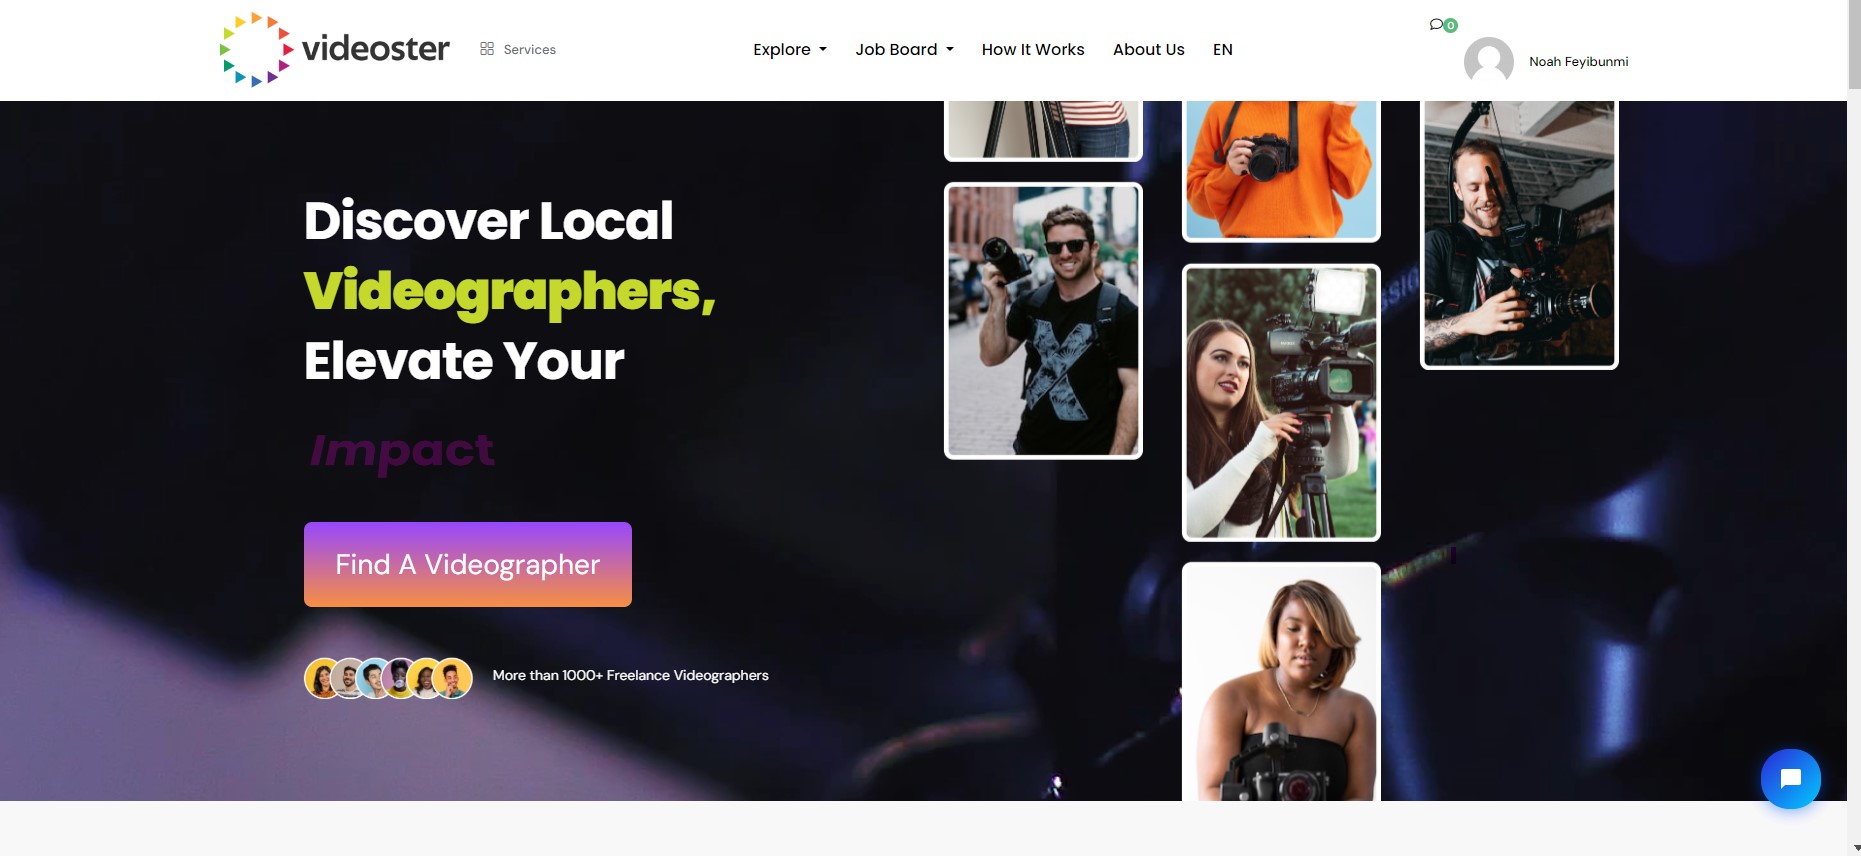 videoster
Services
Explore
Job Board
How It Works
About Us
EN
0
Noah Feyibunmi
Discover Local
Videographers,
Elevate Your
Impact
Find A Videographer
More than 1000+ Freelance Videographers